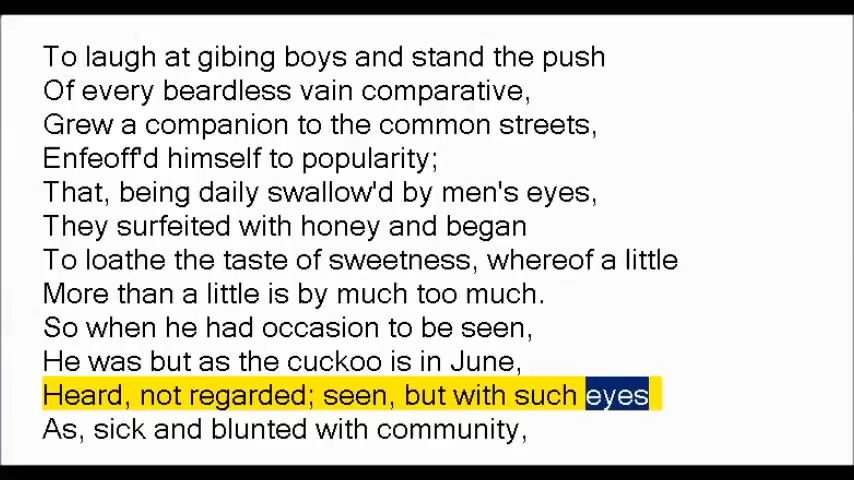 To laugh at gibing boys and stand the push
Of every beardless vain comparative,
Grew a companion to the common streets,
Enfeoff'd himself to popularity;
That, being daily swallow'd by men's eyes,
They surfeited with honey and began
To loathe the taste of sweetness, whereof a little
More than a little is by much too much.
So when he had occasion to be seen,
He was but as the cuckoo is in June,
Heard, not regarded; seen, but with such eyes
As, sick and blunted with community,